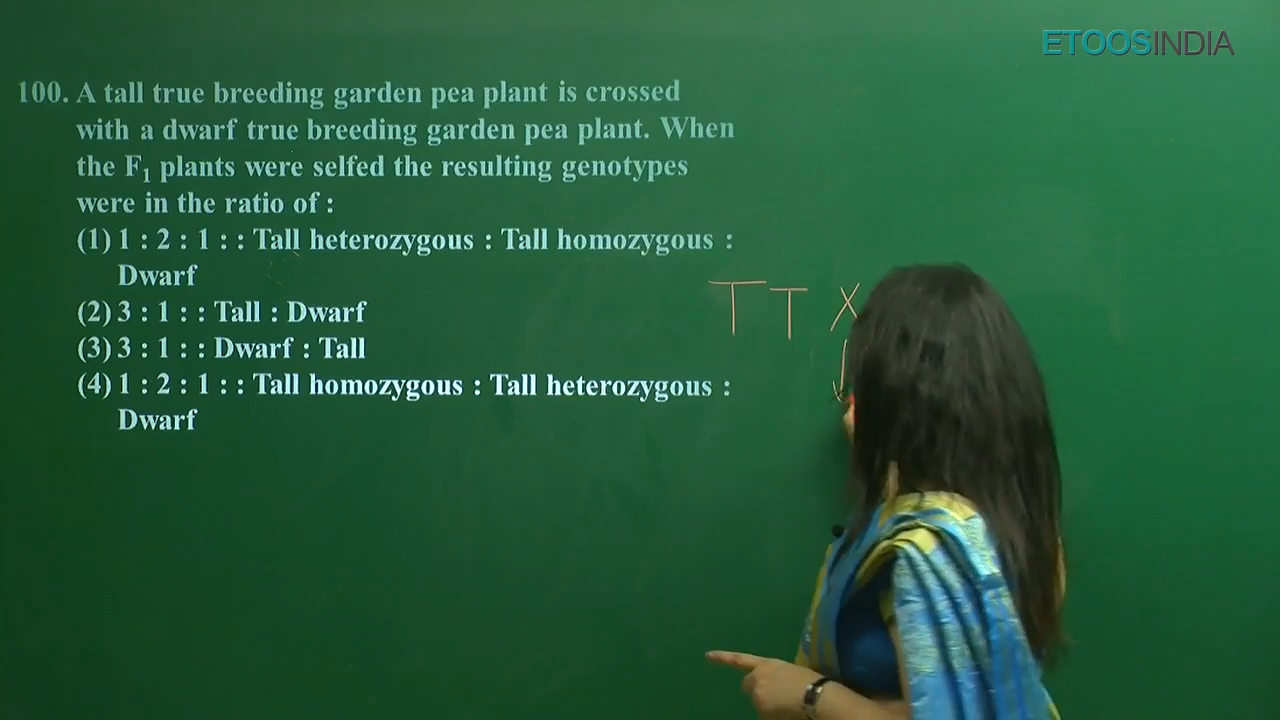 ETOOSINDIA
100. A tall true breeding garden pea plant is crossed
with a dwarf true breeding garden pea plant. When
the F₁ plants were selfed the resulting genotypes
were in the ratio of :
(1) 1 : 2 : 1 : : Tall heterozygous : Tall homozygous :
Dwarf
(2) 3 : 1 : : Tall : Dwarf
(3) 3 : 1 : : Dwarf : Tall
(4) 1 : 2 : 1 : : Tall homozygous : Tall heterozygous :
Dwarf
TT X